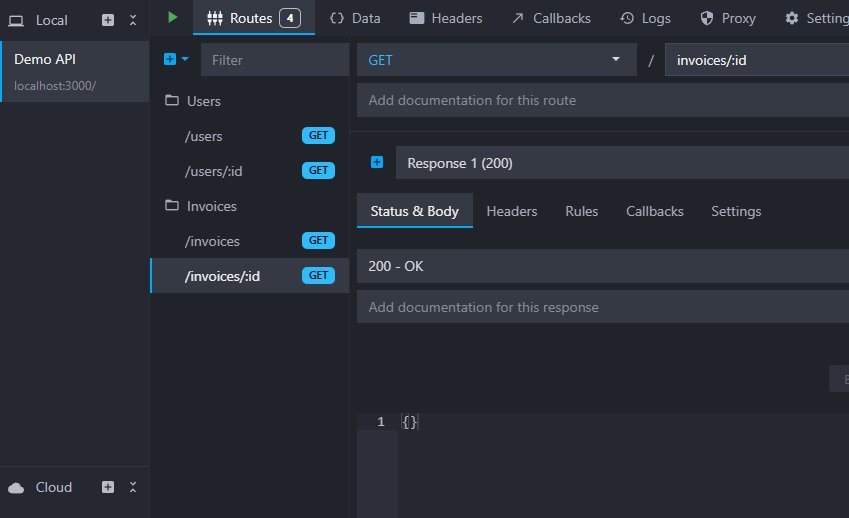 Local
Routes 4 Data Headers Callbacks Logs Proxy Setting
Demo API
localhost:3000/
Filter
GET / invoices/:id
Add documentation for this route
Users
/users GET
/users/:id GET
Invoices
/invoices GET
/invoices/:id GET
Response 1 (200)
Status & Body Headers Rules Callbacks Settings
200 - OK
Add documentation for this response
1 {}
Cloud